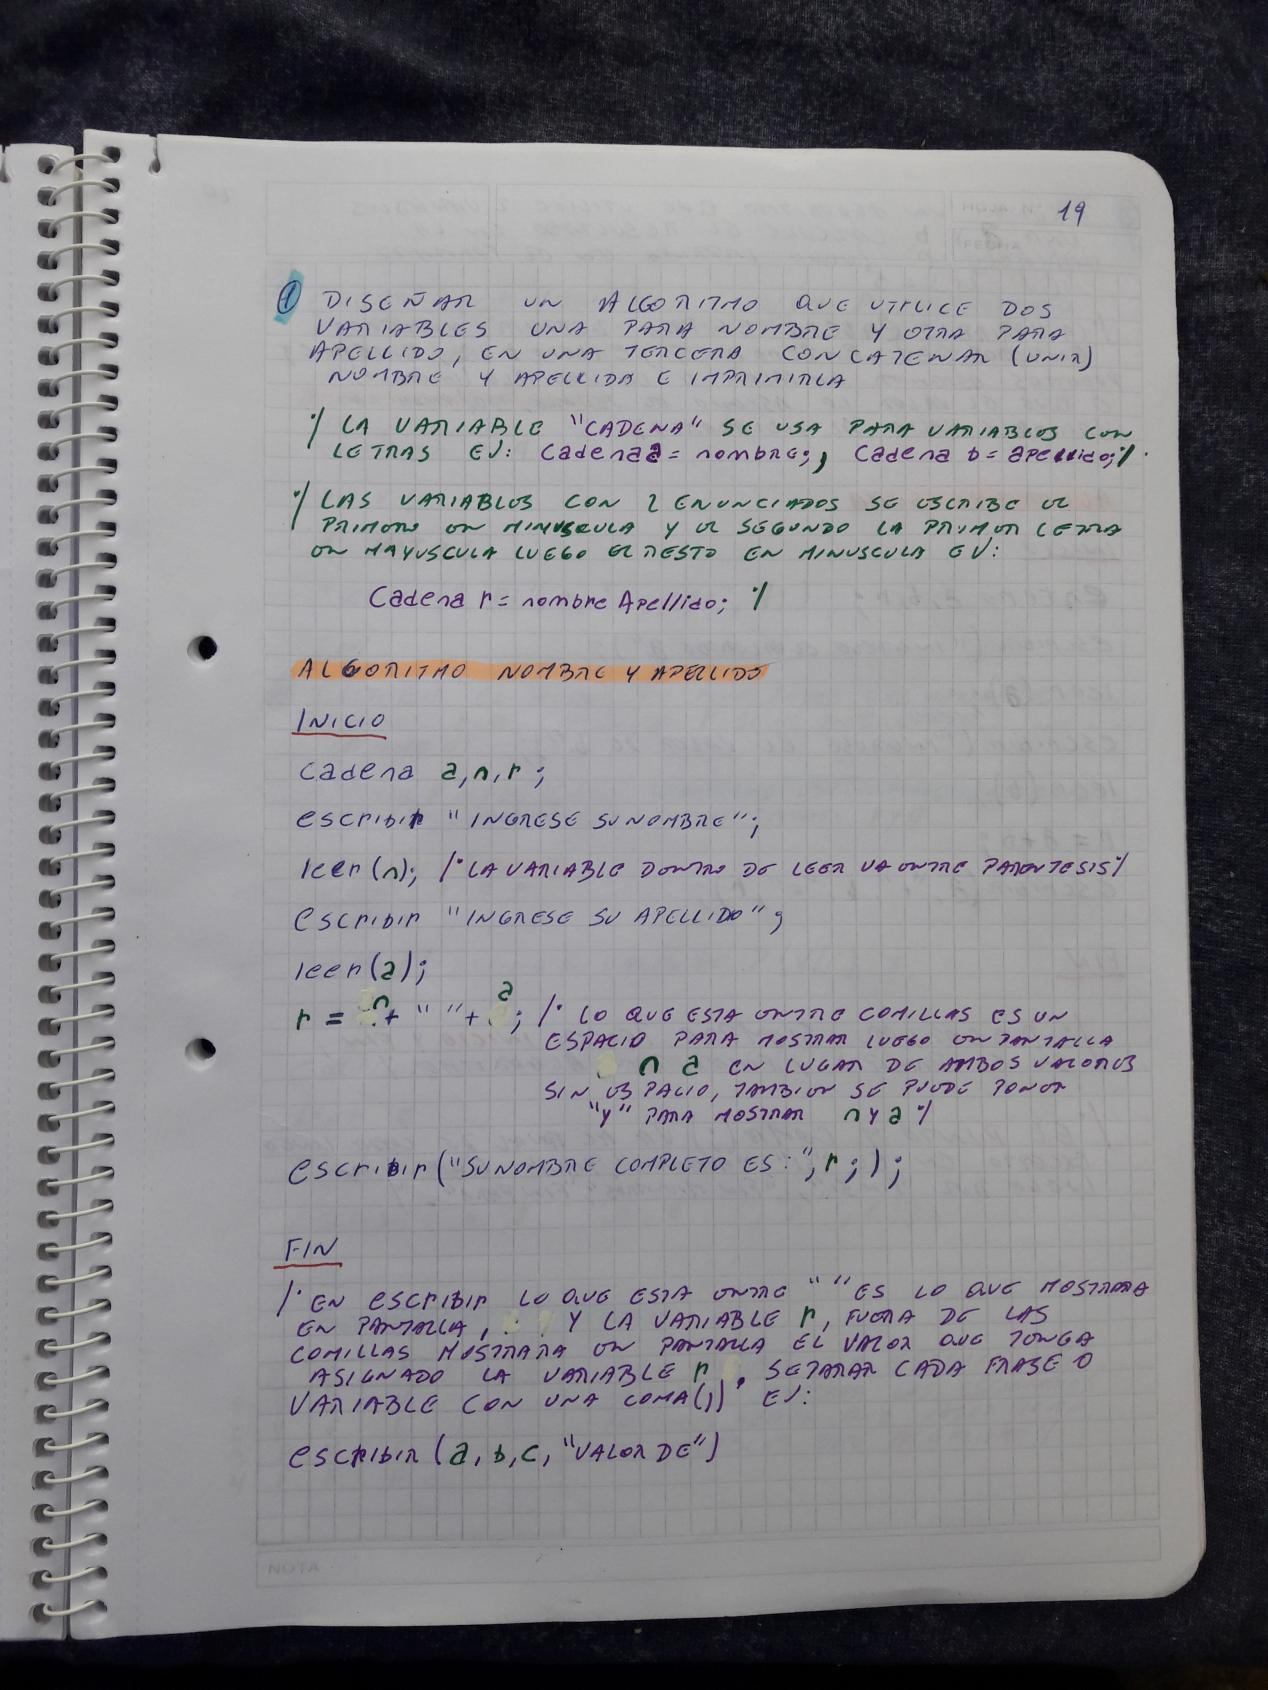 19
1 DISEÑAR UN ALGORITMO QUE UTILICE DOS
VARIABLES UNA PARA NOMBRE Y OTRA PARA
APELLIDO, EN UNA TERCERA CONCATENAR (UNIR)
NOMBRE Y APELLIDO E IMPRIMIRLA
*/ LA VARIABLE "CADENA" SE USA PARA VARIABLES CON
LETRAS EJ: Cadena a = nombre;, Cadena b = apellido;*/.
*/ LAS VARIABLES CON 2 ENUNCIADOS SE ESCRIBE EL
PRIMERO EN MINUSCULA Y EL SEGUNDO LA PRIMER LETRA
EN MAYUSCULA LUEGO EL RESTO EN MINUSCULA EJ:
Cadena r = nombre Apellido; */
ALGORITMO NOMBRE Y APELLIDO
INICIO
cadena a,n,r;
escribir "INGRESE SU NOMBRE";
leer(n); /*LA VARIABLE DENTRO DE LEER VA ENTRE PARENTESIS*/
escribir "INGRESE SU APELLIDO";
leer(a);
r = n + " " + a; /* LO QUE ESTA ENTRE COMILLAS ES UN
ESPACIO PARA MOSTRAR LUEGO EN PANTALLA
n a EN LUGAR DE AMBOS VALORES
SIN ESPACIO, TAMBIEN SE PUEDE PONER
"Y" PARA MOSTRAR n Y a */
escribir("SU NOMBRE COMPLETO ES:", r;);
FIN
/* EN escribir LO QUE ESTA ENTRE " " ES LO QUE MOSTRARA
EN PANTALLA, Y LA VARIABLE r, FUERA DE LAS
COMILLAS MOSTRARA EN PANTALLA EL VALOR QUE TENGA
ASIGNADO LA VARIABLE r, SEPARAR CADA FRASE O
VARIABLE CON UNA COMA(,) EJ:
escribir (a, b, c, "VALOR DE")